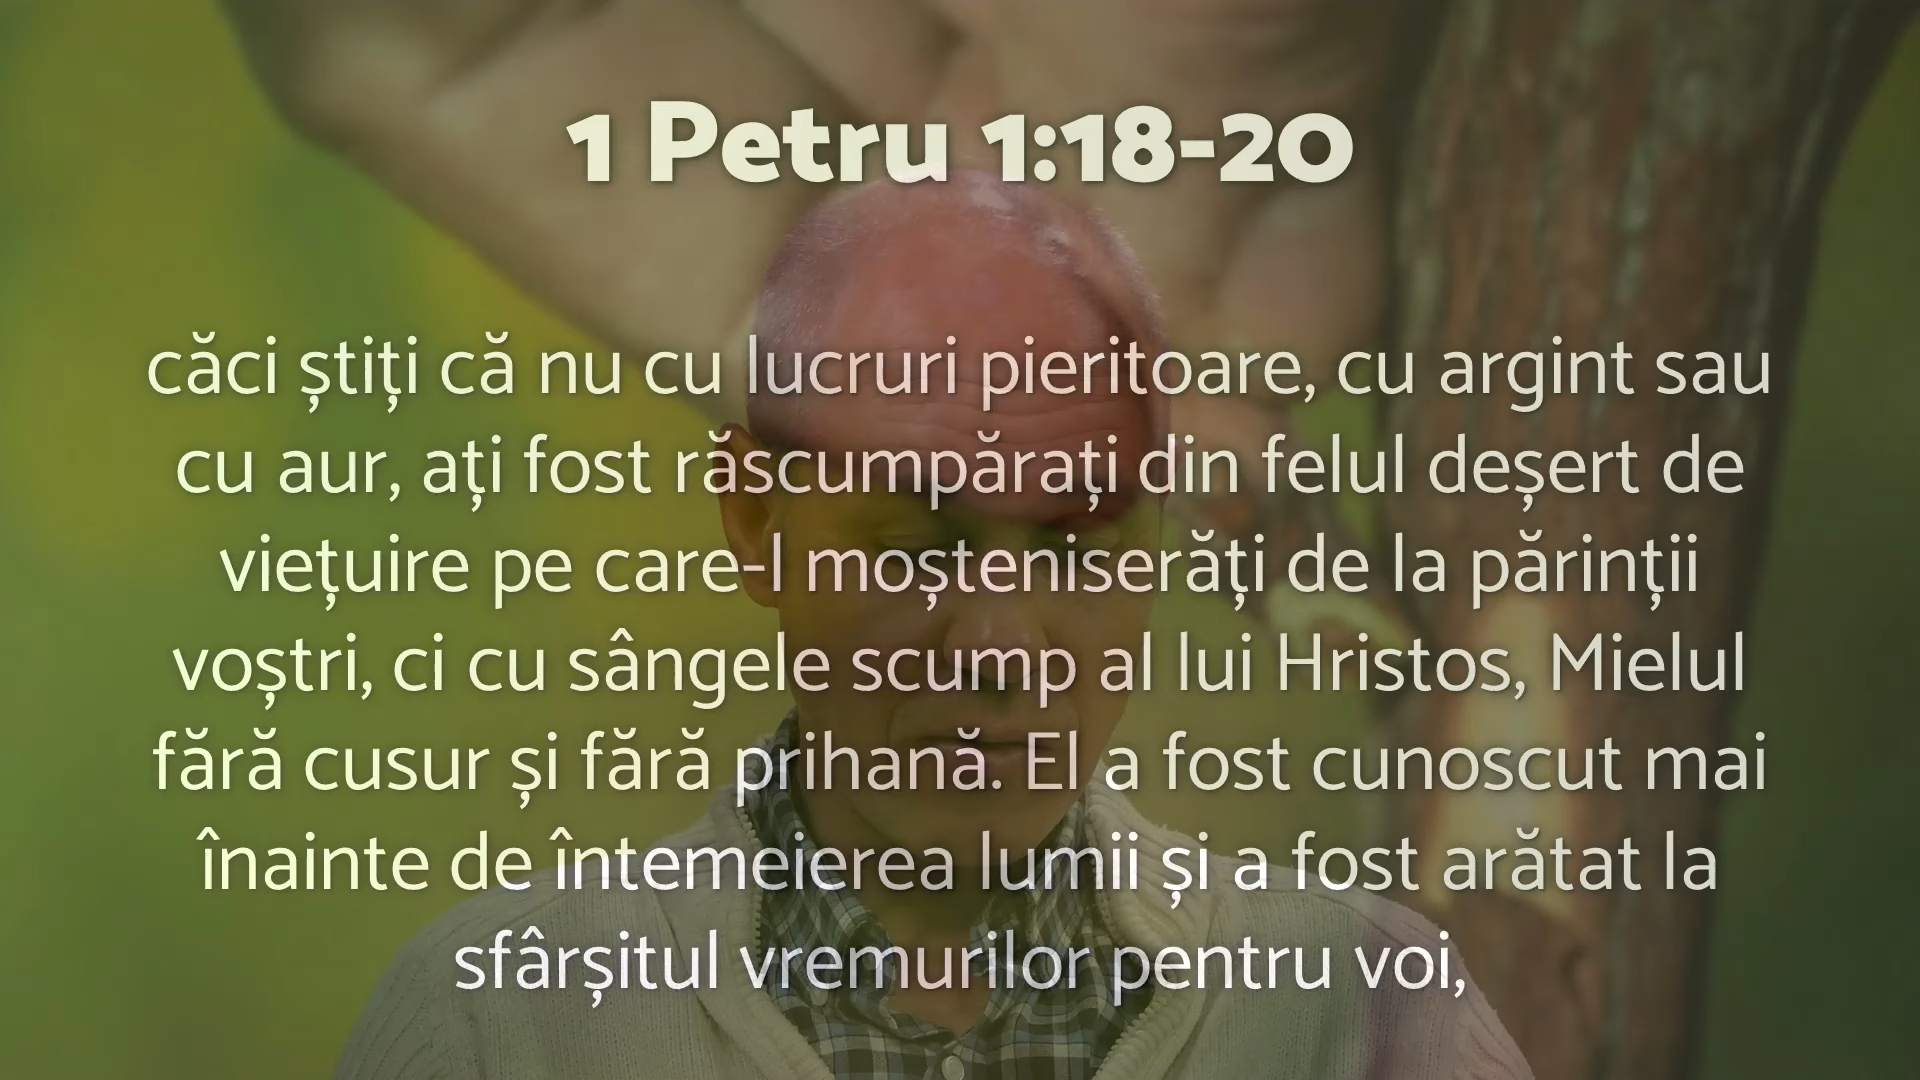 1 Petru 1:18-20
căci știți că nu cu lucruri pieritoare, cu argint sau
cu aur, ați fost răscumpărați din felul deșert de
viețuire pe care-l moșteniserăți de la părinții
voștri, ci cu sângele scump al lui Hristos, Mielul
fără cusur și fără prihană. El a fost cunoscut mai
înainte de întemeierea lumii și a fost arătat la
sfârșitul vremurilor pentru voi,